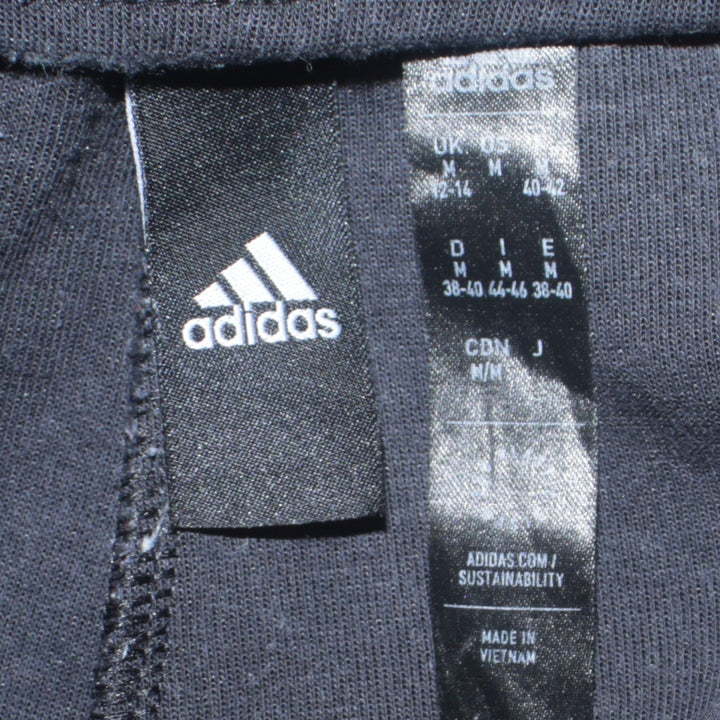 adidas
adidas
UK US
M M M
12-14 40-42
D I E
M M M
38-40 44-46 38-40
CDN J
M/M
ADIDAS.COM/
SUSTAINABILITY
MADE IN
VIETNAM